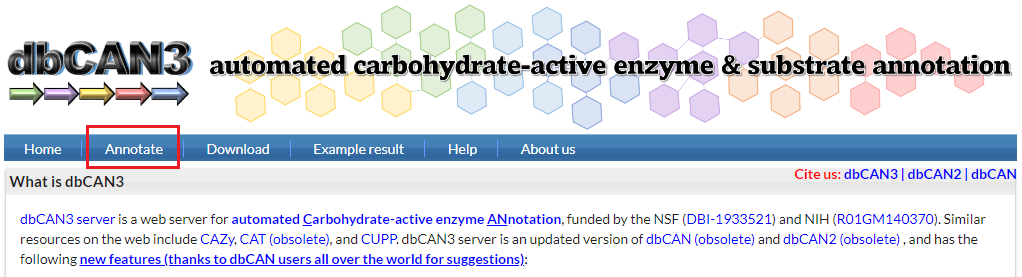 dbCAN3
automated carbohydrate-active enzyme & substrate annotation
Home Annotate Download Example result Help About us
Cite us: dbCAN3 | dbCAN2 | dbCAN
What is dbCAN3
dbCAN3 server is a web server for automated Carbohydrate-active enzyme ANnotation, funded by the NSF (DBI-1933521) and NIH (R01GM140370). Similar
resources on the web include CAZy, CAT (obsolete), and CUPP. dbCAN3 server is an updated version of dbCAN (obsolete) and dbCAN2 (obsolete) , and has the
following new features (thanks to dbCAN users all over the world for suggestions):